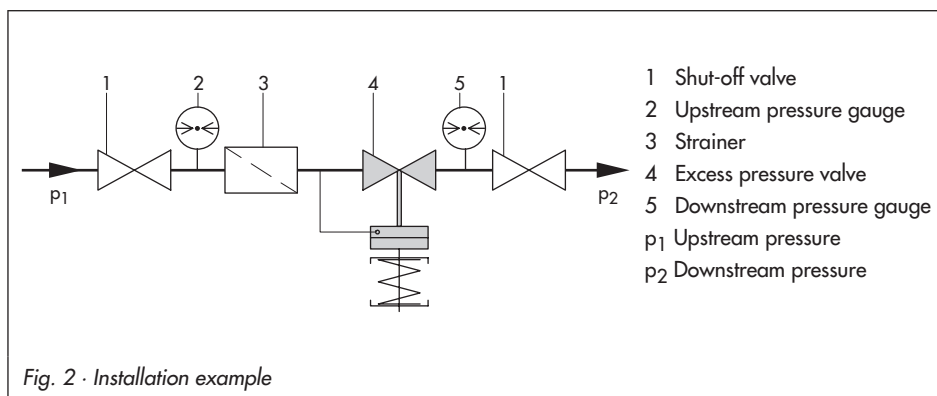 1 2 3 4 5 1
p1 p2
1 Shut-off valve
2 Upstream pressure gauge
3 Strainer
4 Excess pressure valve
5 Downstream pressure gauge
p1 Upstream pressure
p2 Downstream pressure
Fig. 2 · Installation example